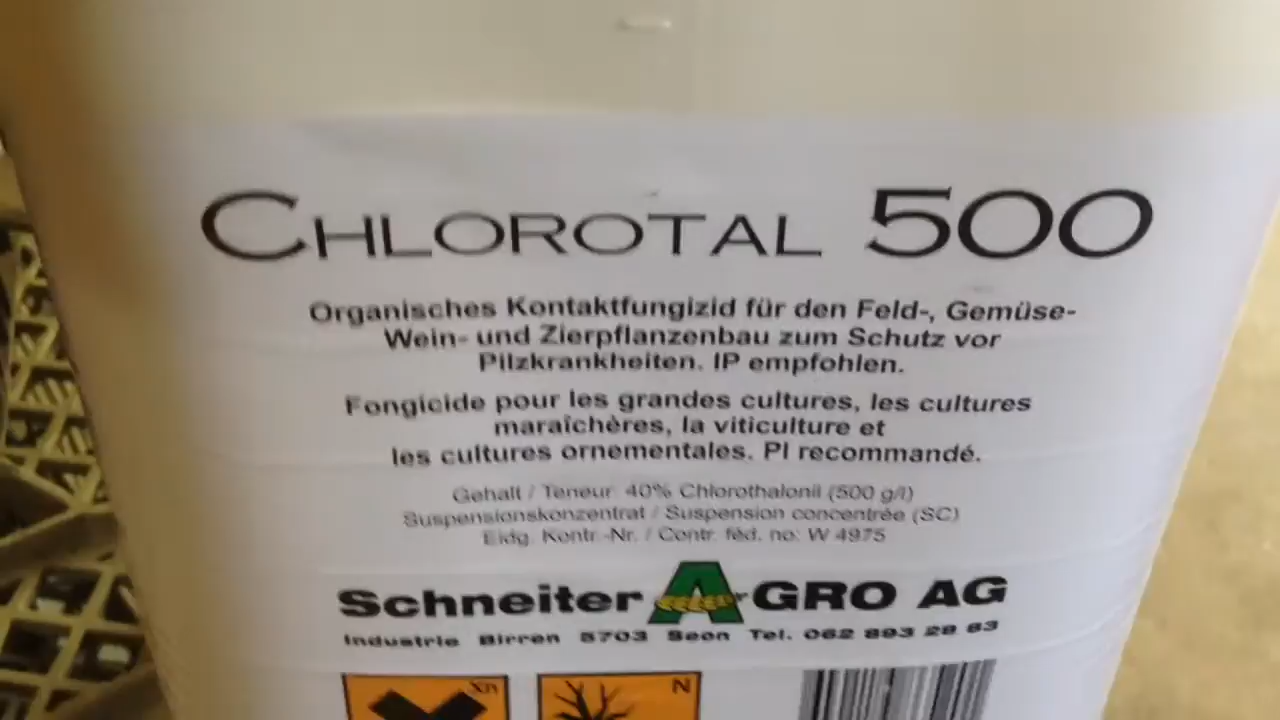 CHLOROTAL 500
Organisches Kontaktfungizid für den Feld-, Gemüse-
Wein- und Zierpflanzenbau zum Schutz vor
Pilzkrankheiten. IP empfohlen.
Fongicide pour les grandes cultures, les cultures
maraîchères, la viticulture et
les cultures ornementales. PI recommandé.
Gehalt / Teneur: 40% Chlorothalonil (500 g/l)
Suspensionskonzentrat / Suspension concentrée (SC)
Eidg. Kontr.-Nr. / Contr. féd. no: W 4975
Schneiter AGRO AG
Industrie Birren 5703 Seon Tel. 062 893 28 83
Xn
N